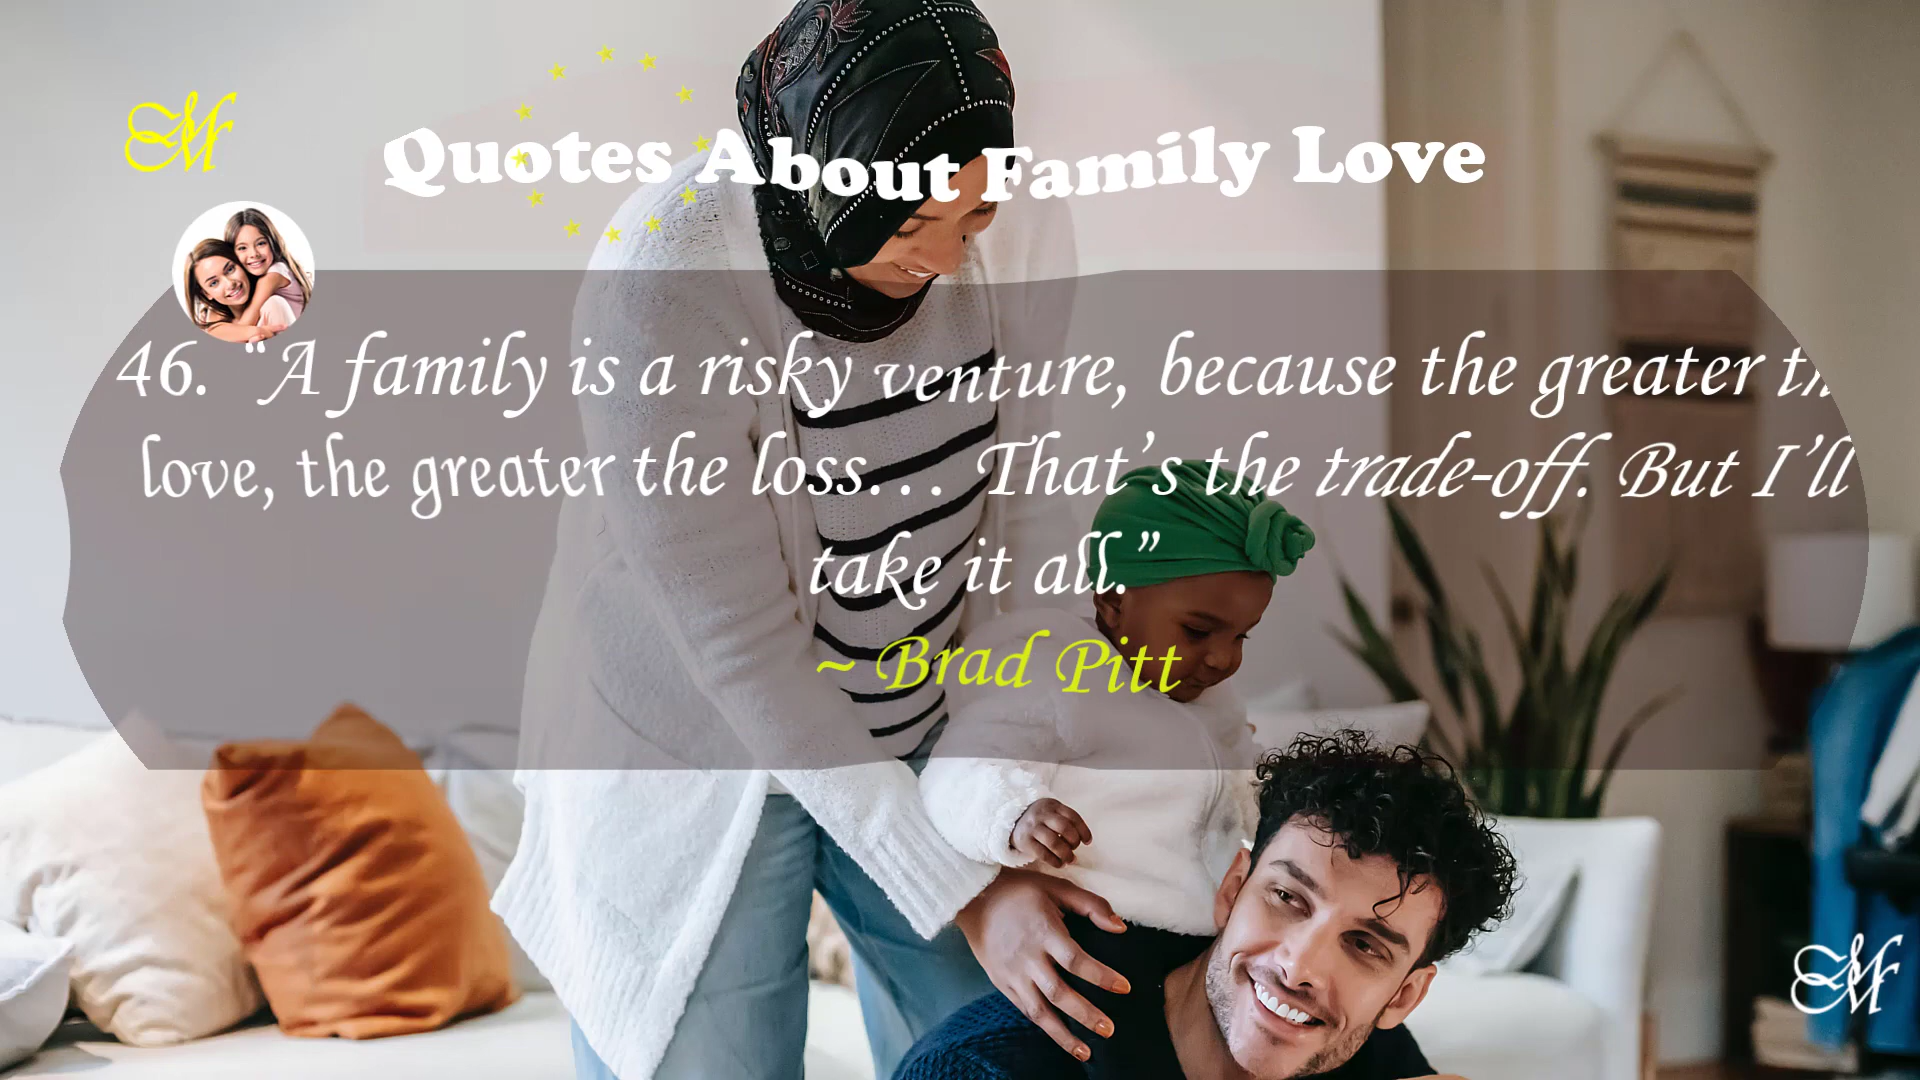 Quotes About Family Love
46. “A family is a risky venture, because the greater
love, the greater the loss… That’s the trade-off. But I’ll
take it all.”
~ Brad Pitt